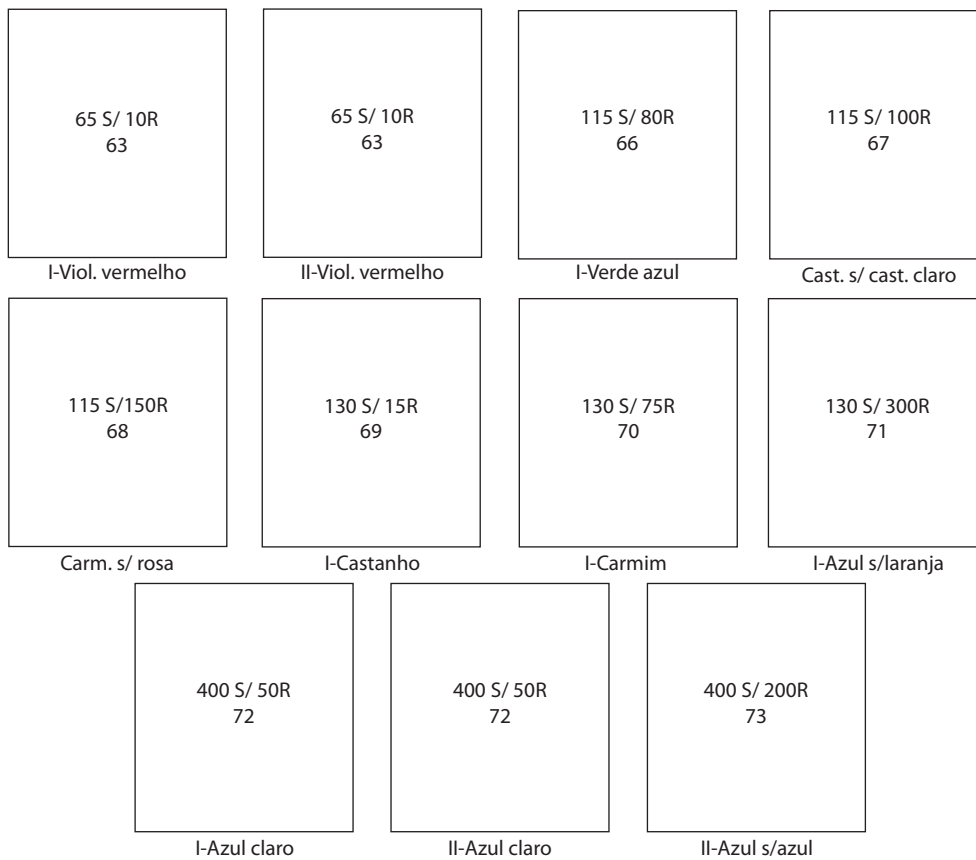 65 S/ 10R
63
I-Viol. vermelho
65 S/ 10R
63
II-Viol. vermelho
115 S/ 80R
66
I-Verde azul
115 S/ 100R
67
Cast. s/ cast. claro
115 S/150R
68
Carm. s/ rosa
130 S/ 15R
69
I-Castanho
130 S/ 75R
70
I-Carmim
130 S/ 300R
71
I-Azul s/laranja
400 S/ 50R
72
I-Azul claro
400 S/ 50R
72
II-Azul claro
400 S/ 200R
73
II-Azul s/azul